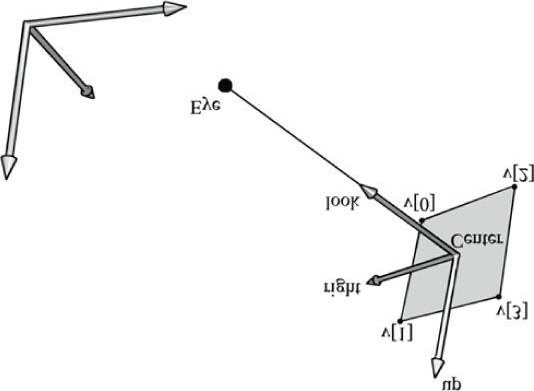 Eye
v[2]
look
v[0]
Center
right
v[3]
v[1]
up